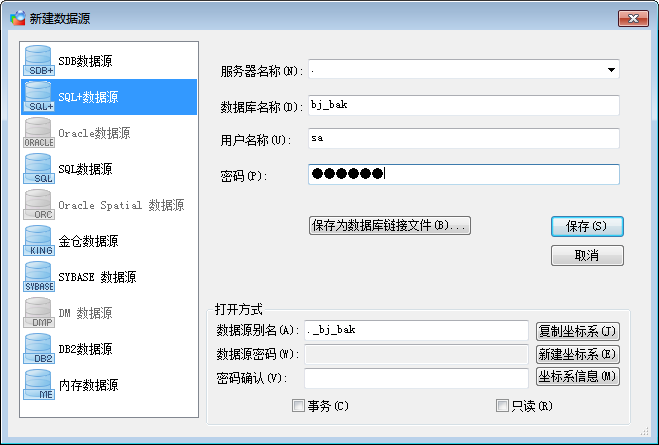 新建数据源
SDB+
SDB数据源
SQL+
SQL+数据源
ORACLE
Oracle数据源
SQL
SQL数据源
ORC
Oracle Spatial 数据源
KING
金仓数据源
SYBASE
SYBASE 数据源
DMP
DM 数据源
DB2
DB2数据源
ME
内存数据源
服务器名称(N): .
数据库名称(D): bj_bak
用户名称(U): sa
密码(P): ●●●●●●
保存为数据库链接文件(B)...
保存(S)
取消
打开方式
数据源别名(A): ._bj_bak
复制坐标系(J)
数据源密码(W):
新建坐标系(E)
密码确认(V):
坐标系信息(M)
事务(C)
只读(R)